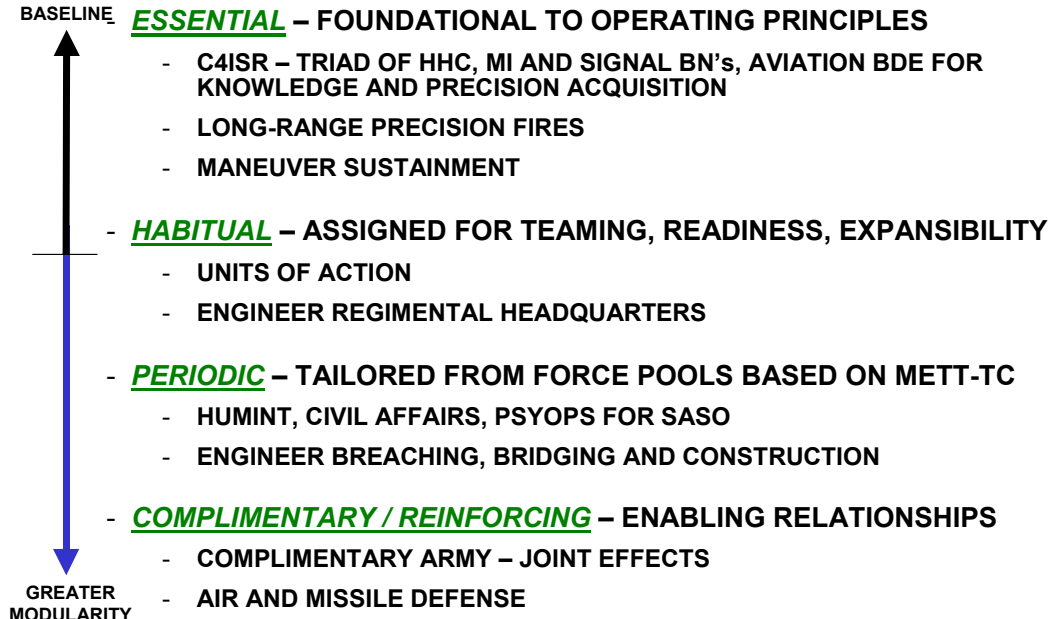 BASELINE
- ESSENTIAL – FOUNDATIONAL TO OPERATING PRINCIPLES
- C4ISR – TRIAD OF HHC, MI AND SIGNAL BN's, AVIATION BDE FOR
KNOWLEDGE AND PRECISION ACQUISITION
- LONG-RANGE PRECISION FIRES
- MANEUVER SUSTAINMENT
- HABITUAL – ASSIGNED FOR TEAMING, READINESS, EXPANSIBILITY
- UNITS OF ACTION
- ENGINEER REGIMENTAL HEADQUARTERS
- PERIODIC – TAILORED FROM FORCE POOLS BASED ON METT-TC
- HUMINT, CIVIL AFFAIRS, PSYOPS FOR SASO
- ENGINEER BREACHING, BRIDGING AND CONSTRUCTION
- COMPLIMENTARY / REINFORCING – ENABLING RELATIONSHIPS
- COMPLIMENTARY ARMY – JOINT EFFECTS
- AIR AND MISSILE DEFENSE
GREATER
MODULARITY